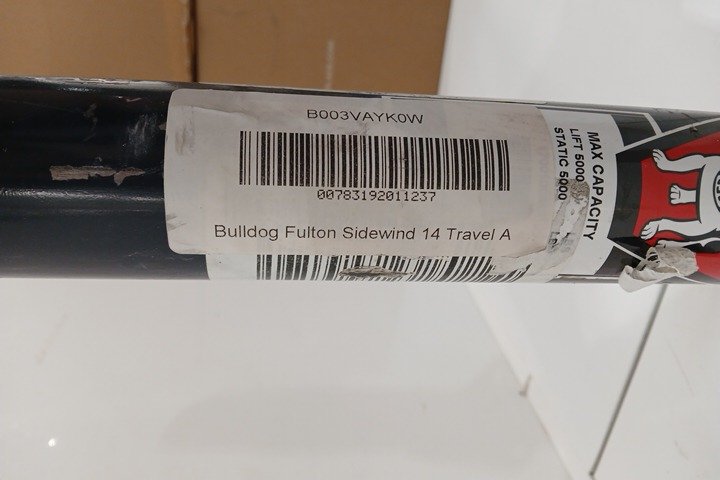 B003VAYK0W
00783192011237
Bulldog Fulton Sidewind 14 Travel A
MAX CAPACITY
LIFT 5000
STATIC 5000